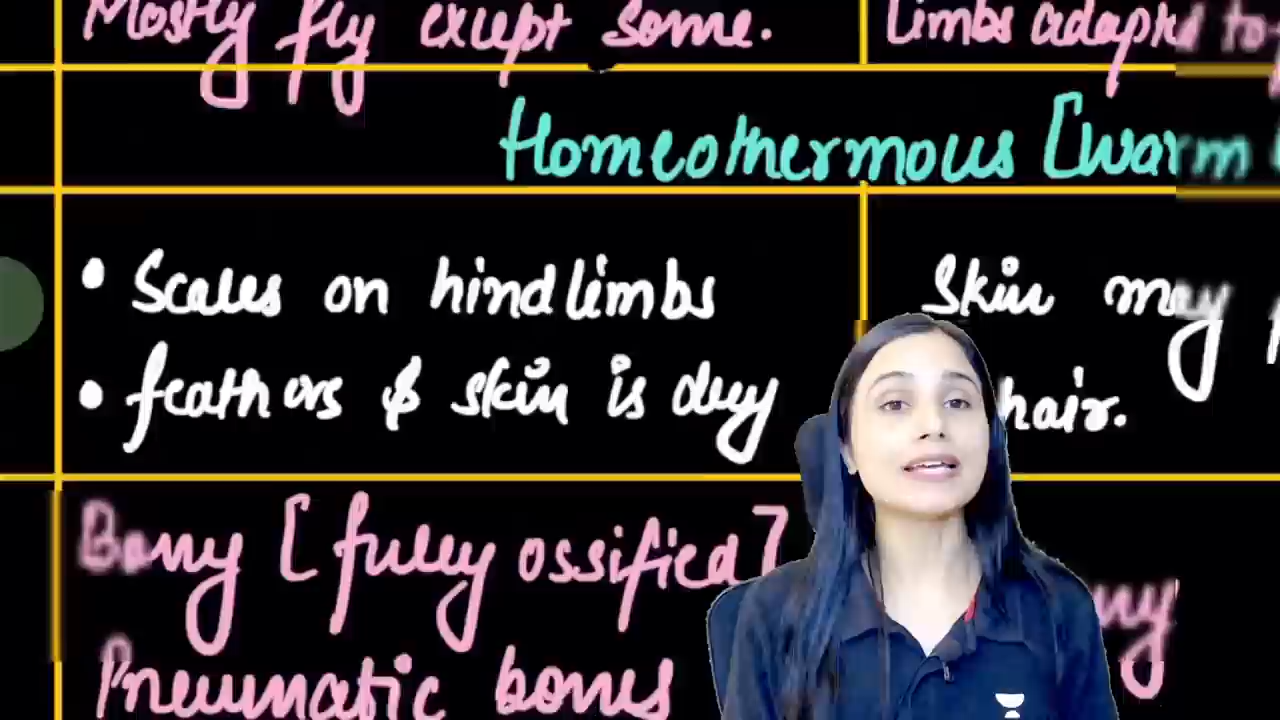 Mostly fly except some.
Limbs adapted to
Homeothermous [Warm
• Scales on hindlimbs
• feathers & skin is dry
Skin may
hair.
Bony [fully ossified]
Pneumatic bones